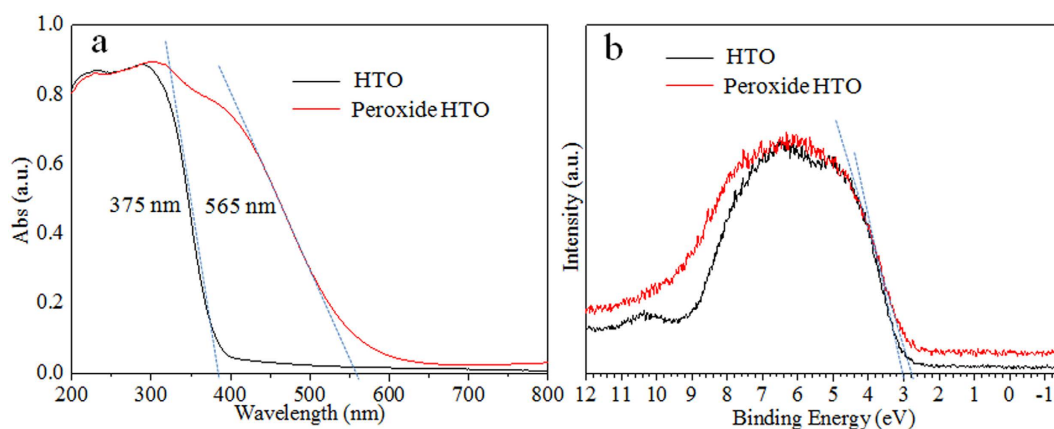 a
HTO
Peroxide HTO
375 nm
565 nm
Abs (a.u.)
1.0
0.8
0.6
0.4
0.2
0.0
200 300 400 500 600 700 800
Wavelength (nm)
b
HTO
Peroxide HTO
Intensity (a.u.)
12 11 10 9 8 7 6 5 4 3 2 1 0 -1
Binding Energy (eV)